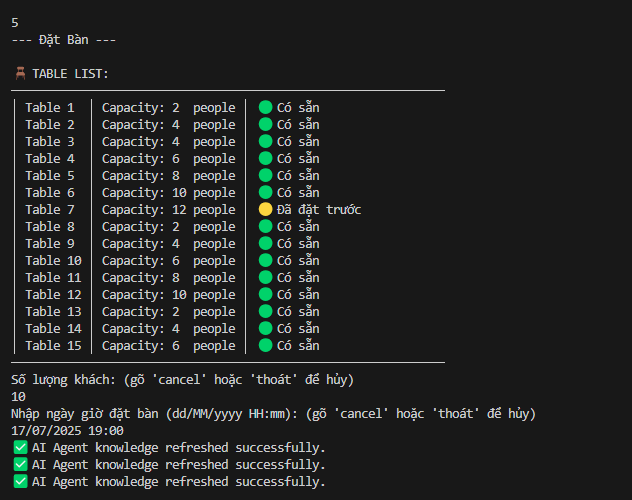 5
--- Đặt Bàn ---
🪑 TABLE LIST:
│ Table 1 │ Capacity: 2 people │ 🟢 Có sẵn
│ Table 2 │ Capacity: 4 people │ 🟢 Có sẵn
│ Table 3 │ Capacity: 4 people │ 🟢 Có sẵn
│ Table 4 │ Capacity: 6 people │ 🟢 Có sẵn
│ Table 5 │ Capacity: 8 people │ 🟢 Có sẵn
│ Table 6 │ Capacity: 10 people │ 🟢 Có sẵn
│ Table 7 │ Capacity: 12 people │ 🟡 Đã đặt trước
│ Table 8 │ Capacity: 2 people │ 🟢 Có sẵn
│ Table 9 │ Capacity: 4 people │ 🟢 Có sẵn
│ Table 10 │ Capacity: 6 people │ 🟢 Có sẵn
│ Table 11 │ Capacity: 8 people │ 🟢 Có sẵn
│ Table 12 │ Capacity: 10 people │ 🟢 Có sẵn
│ Table 13 │ Capacity: 2 people │ 🟢 Có sẵn
│ Table 14 │ Capacity: 4 people │ 🟢 Có sẵn
│ Table 15 │ Capacity: 6 people │ 🟢 Có sẵn
Số lượng khách: (gõ 'cancel' hoặc 'thoát' để hủy)
10
Nhập ngày giờ đặt bàn (dd/MM/yyyy HH:mm): (gõ 'cancel' hoặc 'thoát' để hủy)
17/07/2025 19:00
✅ AI Agent knowledge refreshed successfully.
✅ AI Agent knowledge refreshed successfully.
✅ AI Agent knowledge refreshed successfully.